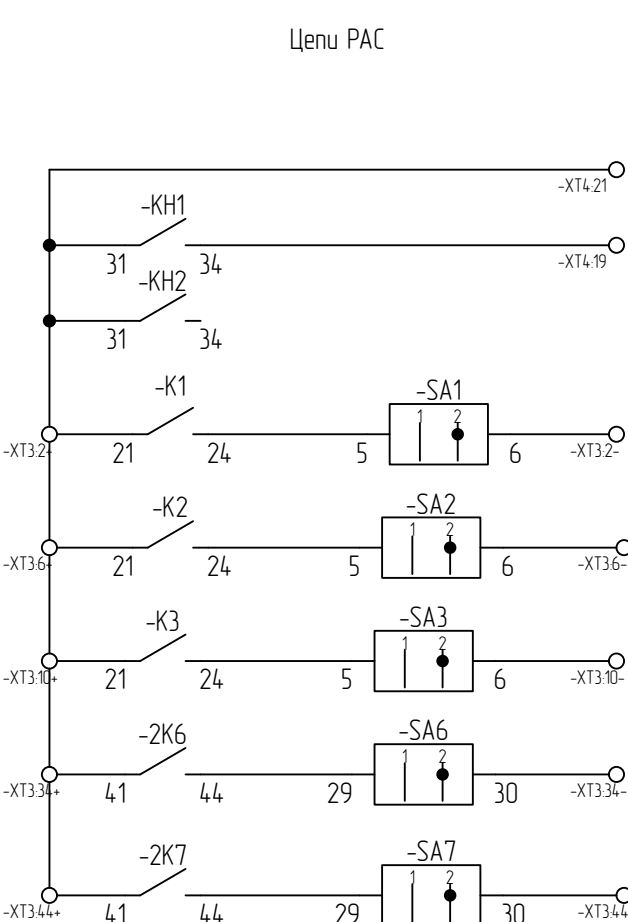 Цепи РАС
-XT4:21
-KH1
31 34
-XT4:19
-KH2
31 34
-K1
-SA1
1 2
-XT3:2+
21 24 5 6
-XT3:2-
-K2
-SA2
1 2
-XT3:6+
21 24 5 6
-XT3:6-
-K3
-SA3
1 2
-XT3:10+
21 24 5 6
-XT3:10-
-2K6
-SA6
1 2
-XT3:34+
41 44 29 30
-XT3:34-
-2K7
-SA7
1 2
-XT3:44+
41 44 29 30
-XT3:44